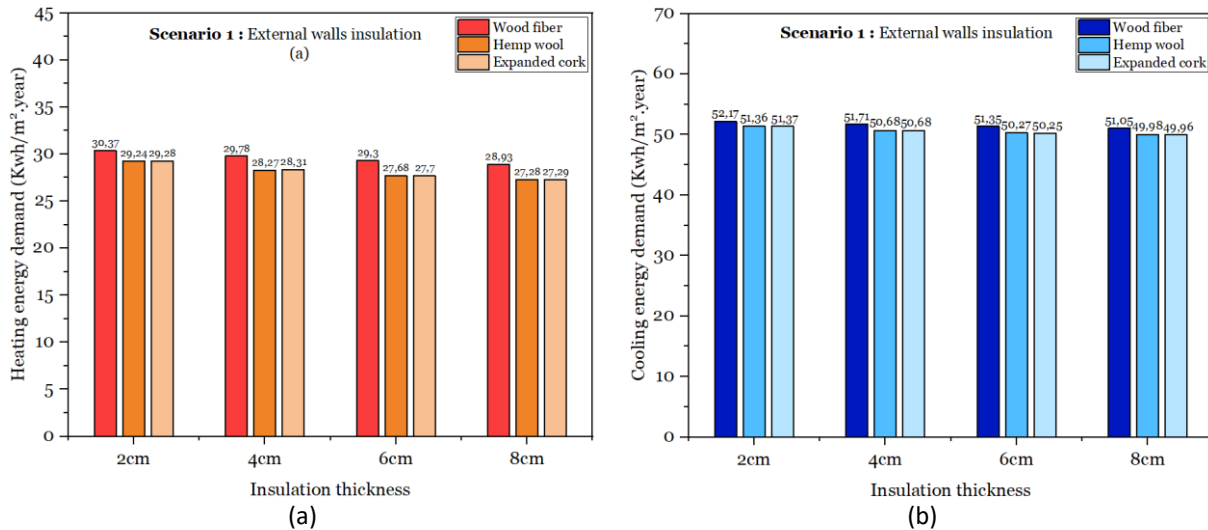 Scenario 1 : External walls insulation
(a)
Wood fiber
Hemp wool
Expanded cork
Heating energy demand (Kwh/m².year)
45
40
35
30
25
20
15
10
5
0
30,37
29,24
29,28
29,78
28,27
28,31
29,3
27,68
27,7
28,93
27,28
27,29
2cm
4cm
6cm
8cm
Insulation thickness
(a)
Scenario 1 : External walls insulation
Wood fiber
Hemp wool
Expanded cork
Cooling energy demand (Kwh/m².year)
70
60
50
40
30
20
10
0
52,17
51,36
51,37
51,71
50,68
50,68
51,35
50,27
50,25
51,05
49,98
49,96
2cm
4cm
6cm
8cm
Insulation thickness
(b)